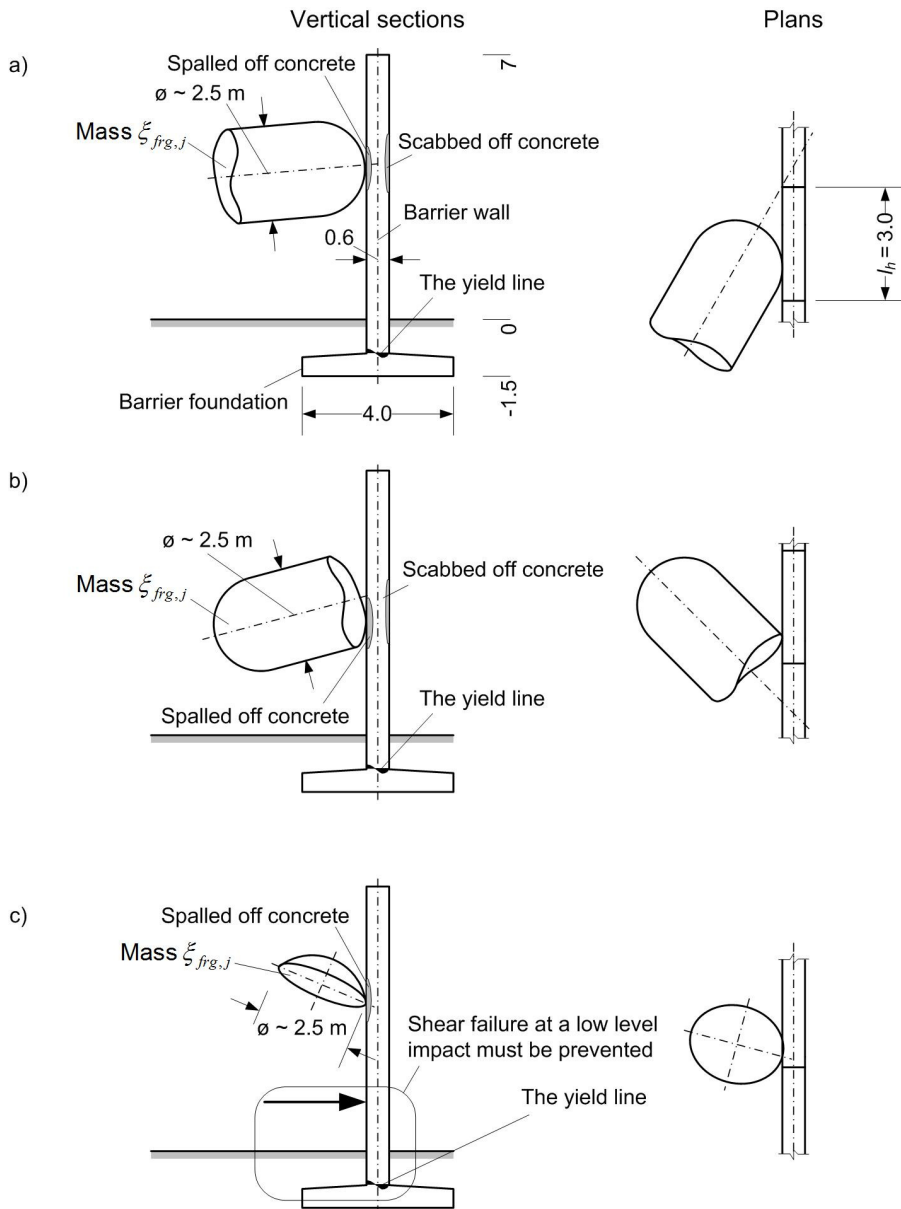 Vertical sections
Plans
a)
Spalled off concrete
ø ~ 2.5 m
Mass ξfrg,j
Scabbed off concrete
Barrier wall
0.6
The yield line
Barrier foundation
4.0
7
0
-1.5
lh = 3.0
b)
ø ~ 2.5 m
Mass ξfrg,j
Scabbed off concrete
Spalled off concrete
The yield line
c)
Spalled off concrete
Mass ξfrg,j
ø ~ 2.5 m
Shear failure at a low level
impact must be prevented
The yield line